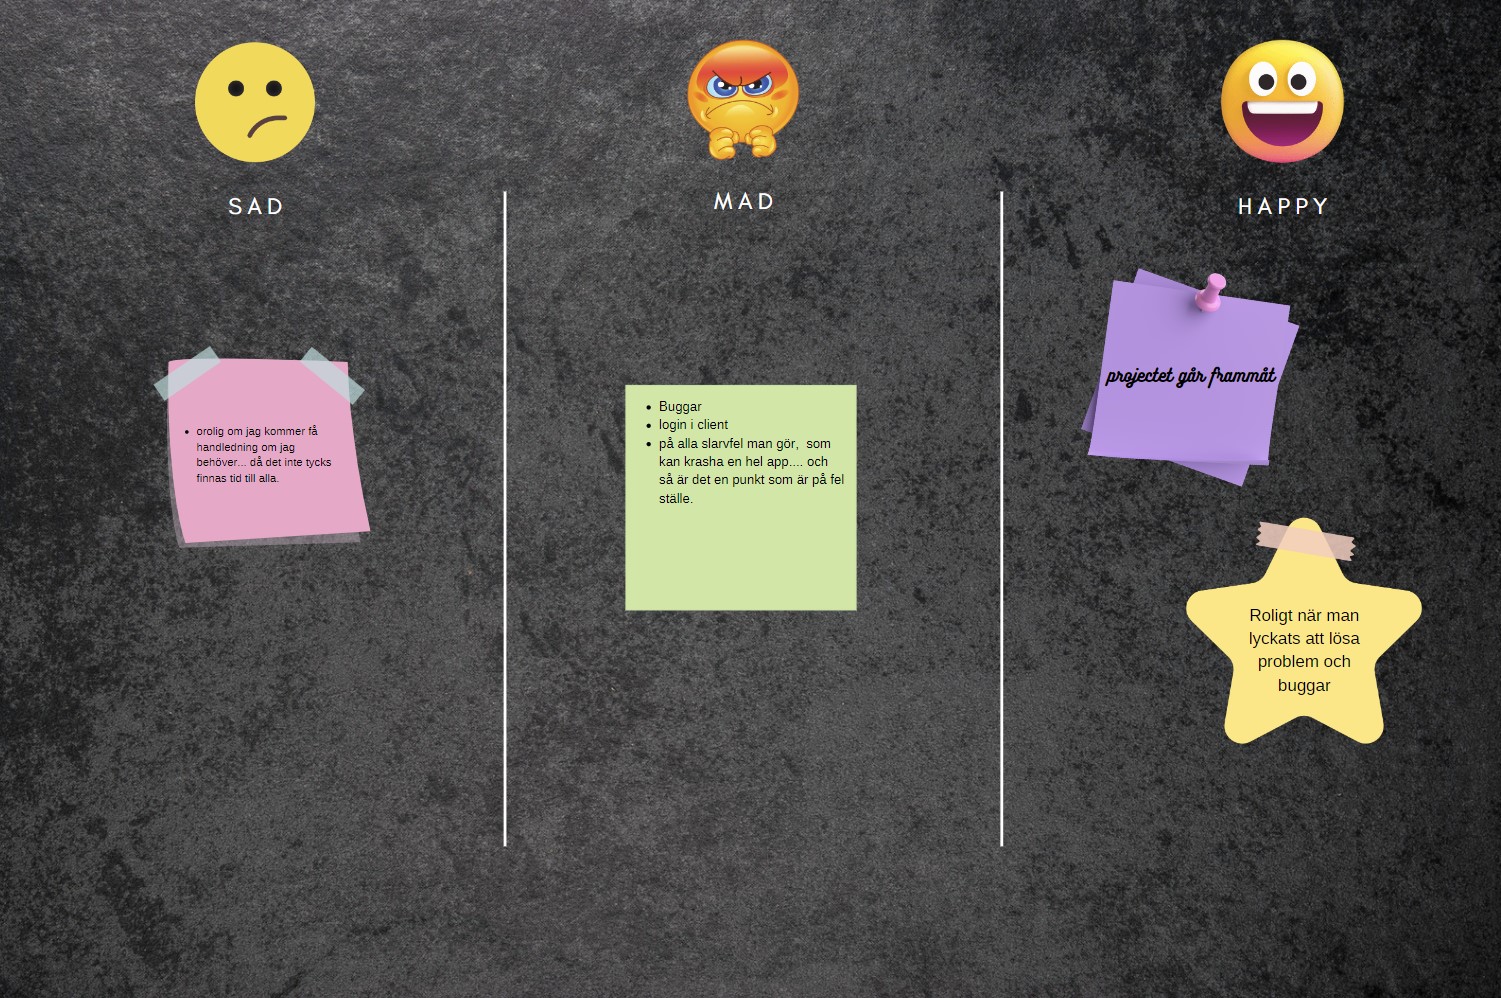 SAD
• orolig om jag kommer få
handledning om jag
behöver... då det inte tycks
finnas tid till alla.
MAD
• Buggar
• login i client
• på alla slarvfel man gör,  som
kan krasha en hel app.... och
så är det en punkt som är på fel
ställe.
HAPPY
projectet går frammåt
Roligt när man
lyckats att lösa
problem och
buggar